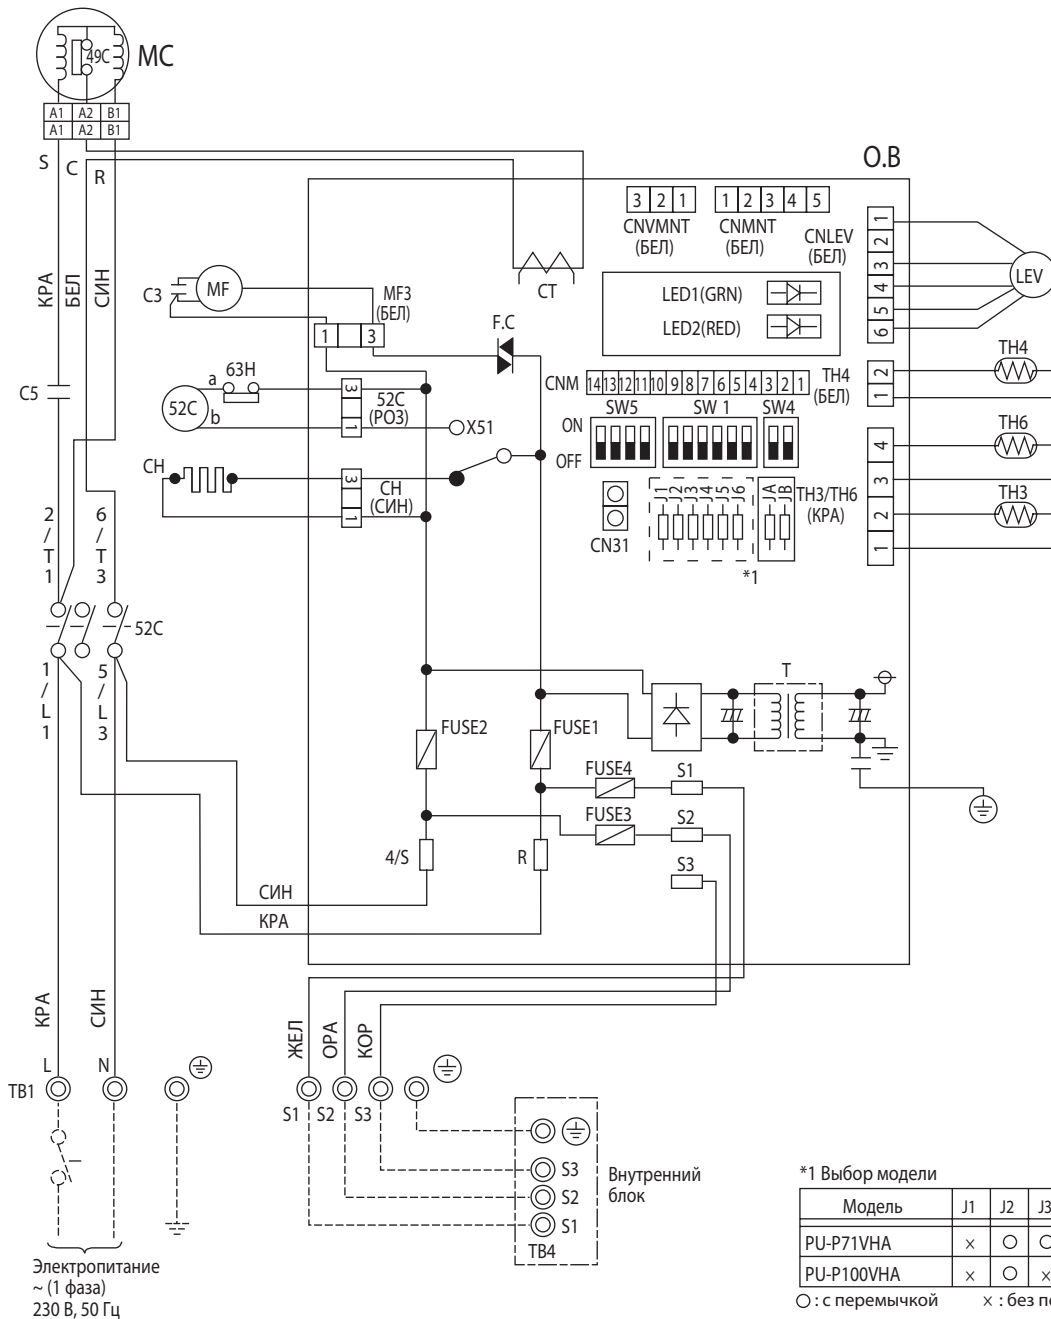 49C
MC
A1 A2 B1
A1 A2 B1
S C R
O.B
3 2 1
CNVMNT
(БЕЛ)
1 2 3 4 5
CNMNT
(БЕЛ)
CNLEV
(БЕЛ)
1
2
3
4
5
6
LEV
КРА
БЕЛ
СИН
C3
MF
MF3
(БЕЛ)
1 3
CT
LED1(GRN)
LED2(RED)
F.C
TH4
(БЕЛ)
2
1
TH4
C5
52C
a
b
63H
3
1
52C
(РОЗ)
X51
CNM
14 13 12 11 10 9 8 7 6 5 4 3 2 1
SW5 SW 1 SW4
ON
OFF
TH6
TH3
4
3
2
1
TH3/TH6
(КРА)
CH
3
1
CH
(СИН)
CN31
J1 J2 J3 J4 J5 J6
JA JB
*1
2/T1
6/T3
52C
1/L1
5/L3
T
FUSE2
FUSE1
FUSE4
S1
FUSE3
S2
4/S
R
S3
СИН
КРА
КРА
СИН
ЖЕЛ
ОРА
КОР
TB1
L
N
S1 S2 S3
S3
S2
S1
TB4
Внутренний
блок
Электропитание
~ (1 фаза)
230 В, 50 Гц
*1 Выбор модели
Модель J1 J2 J3
PU-P71VHA × ○ ○
PU-P100VHA × ○ ×
○ : с перемычкой × : без